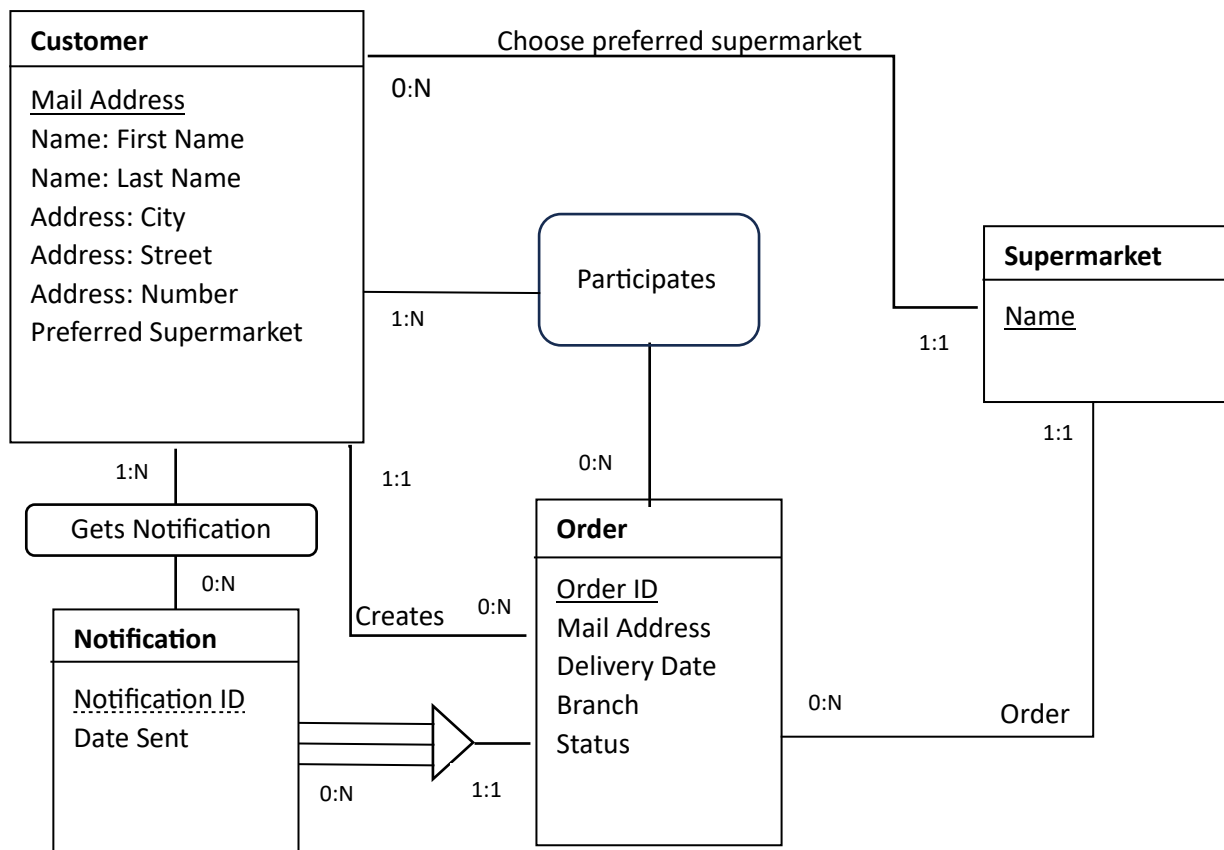 Customer
Mail Address
Name: First Name
Name: Last Name
Address: City
Address: Street
Address: Number
Preferred Supermarket
Choose preferred supermarket
0:N
Participates
1:N
Supermarket
Name
1:1
1:1
1:N
1:1
0:N
Gets Notification
0:N
Creates
0:N
Order
Order ID
Mail Address
Delivery Date
Branch
Status
0:N
Order
Notification
Notification ID
Date Sent
0:N
1:1